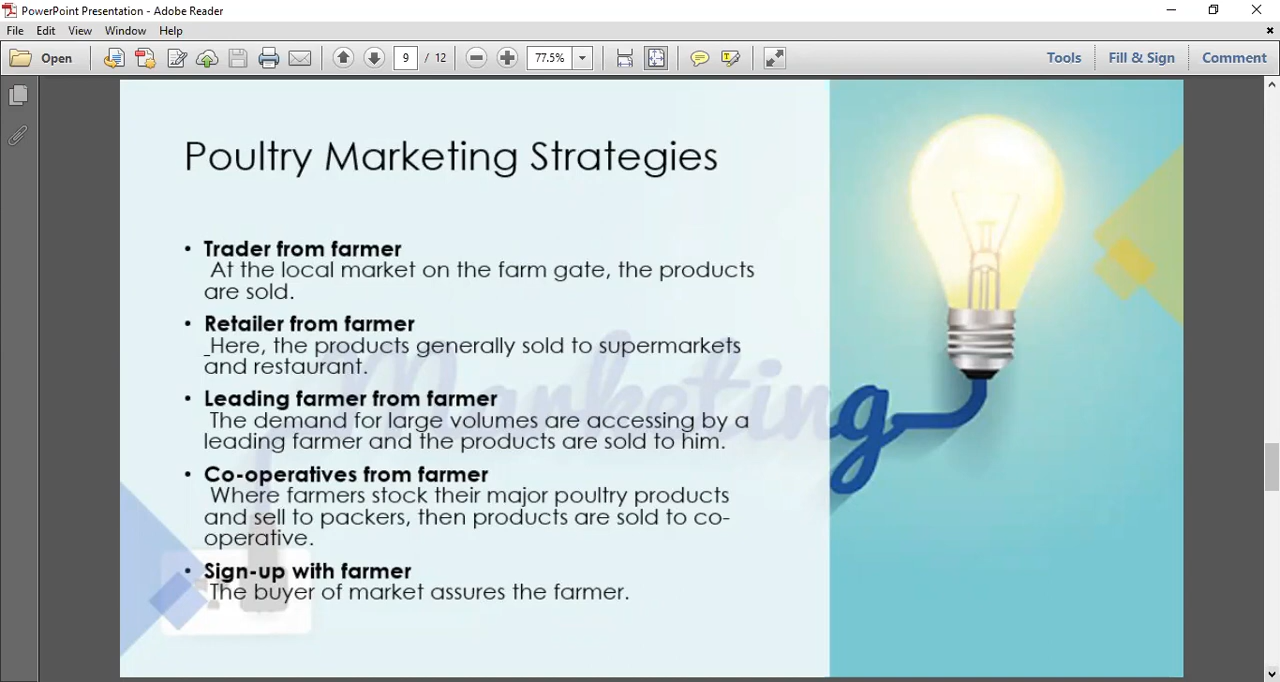 PowerPoint Presentation - Adobe Reader
File Edit View Window Help
Open 9 / 12 77.5% Tools Fill & Sign Comment
Poultry Marketing Strategies
• Trader from farmer
At the local market on the farm gate, the products
are sold.
• Retailer from farmer
_Here, the products generally sold to supermarkets
and restaurant.
• Leading farmer from farmer
The demand for large volumes are accessing by a
leading farmer and the products are sold to him.
• Co-operatives from farmer
Where farmers stock their major poultry products
and sell to packers, then products are sold to co-
operative.
• Sign-up with farmer
The buyer of market assures the farmer.
Marketing